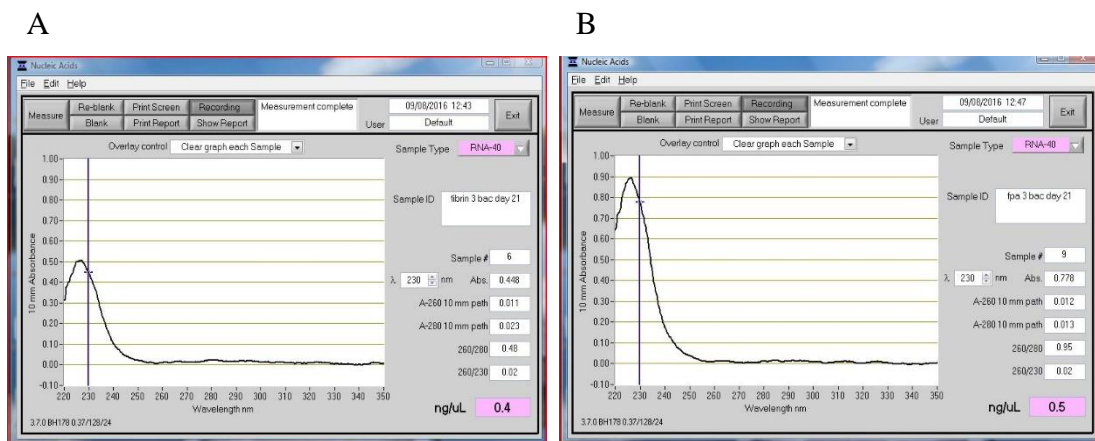 A
Nucleic Acids
File Edit Help
Measure
Re-blank Print Screen Recording
Blank Print Report Show Report
Measurement complete
09/08/2016 12:43
User Default
Exit
Overlay control Clear graph each Sample
Sample Type RNA-40
1.00
0.90
0.80
0.70
0.60
0.50
0.40
0.30
0.20
0.10
0.00
-0.10
10 mm Absorbance
220 230 240 250 260 270 280 290 300 310 320 330 340 350
Wavelength nm
Sample ID fibrin 3 bac day 21
Sample # 6
λ 230 nm Abs. 0.448
A-260 10 mm path 0.011
A-280 10 mm path 0.023
260/280 0.48
260/230 0.02
ng/uL 0.4
3.7.0 BH178 0.37/128/24
B
Nucleic Acids
File Edit Help
Measure
Re-blank Print Screen Recording
Blank Print Report Show Report
Measurement complete
09/08/2016 12:47
User Default
Exit
Overlay control Clear graph each Sample
Sample Type RNA-40
1.00
0.90
0.80
0.70
0.60
0.50
0.40
0.30
0.20
0.10
0.00
-0.10
10 mm Absorbance
220 230 240 250 260 270 280 290 300 310 320 330 340 350
Wavelength nm
Sample ID fpa 3 bac day 21
Sample # 9
λ 230 nm Abs. 0.778
A-260 10 mm path 0.012
A-280 10 mm path 0.013
260/280 0.95
260/230 0.02
ng/uL 0.5
3.7.0 BH178 0.37/128/24